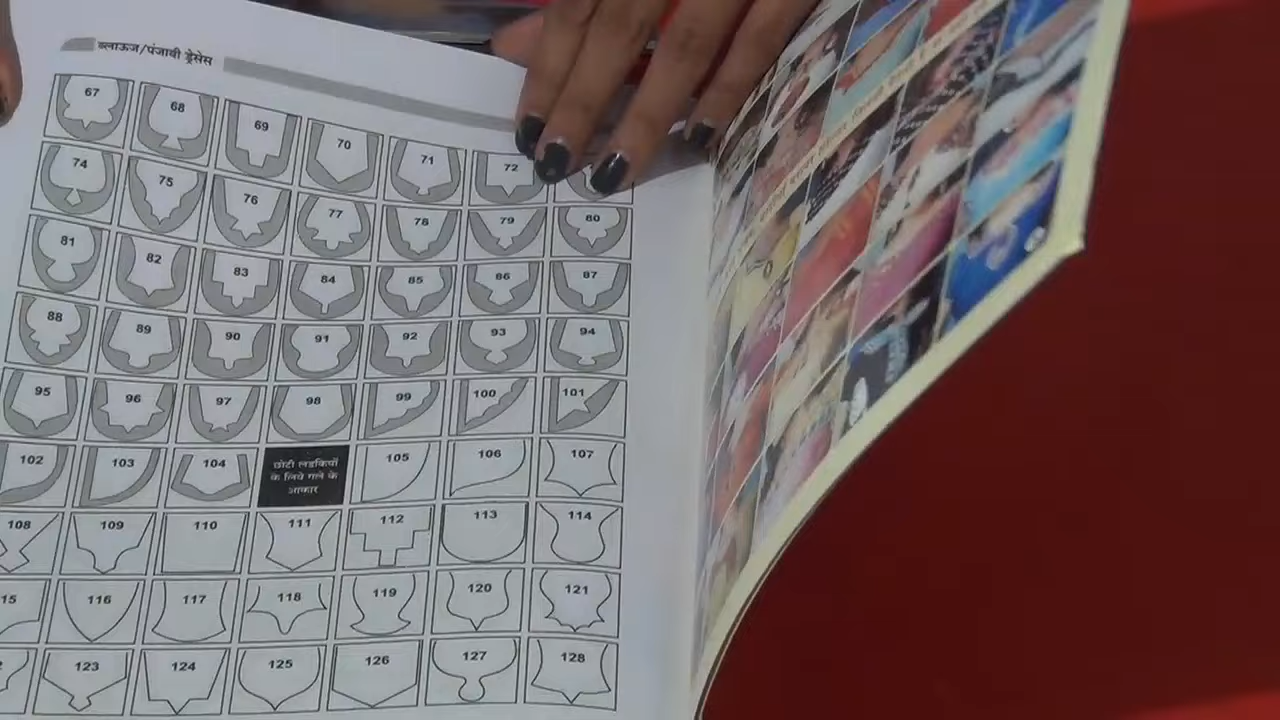 ब्लाऊज/पंजाबी ड्रेसेस
67 68 69 70 71 72
74 75 76 77 78 79 80
81 82 83 84 85 86 87
88 89 90 91 92 93 94
95 96 97 98 99 100 101
102 103 104 छोटी लडकियों के लिये गले के आकार 105 106 107
108 109 110 111 112 113 114
15 116 117 118 119 120 121
123 124 125 126 127 128